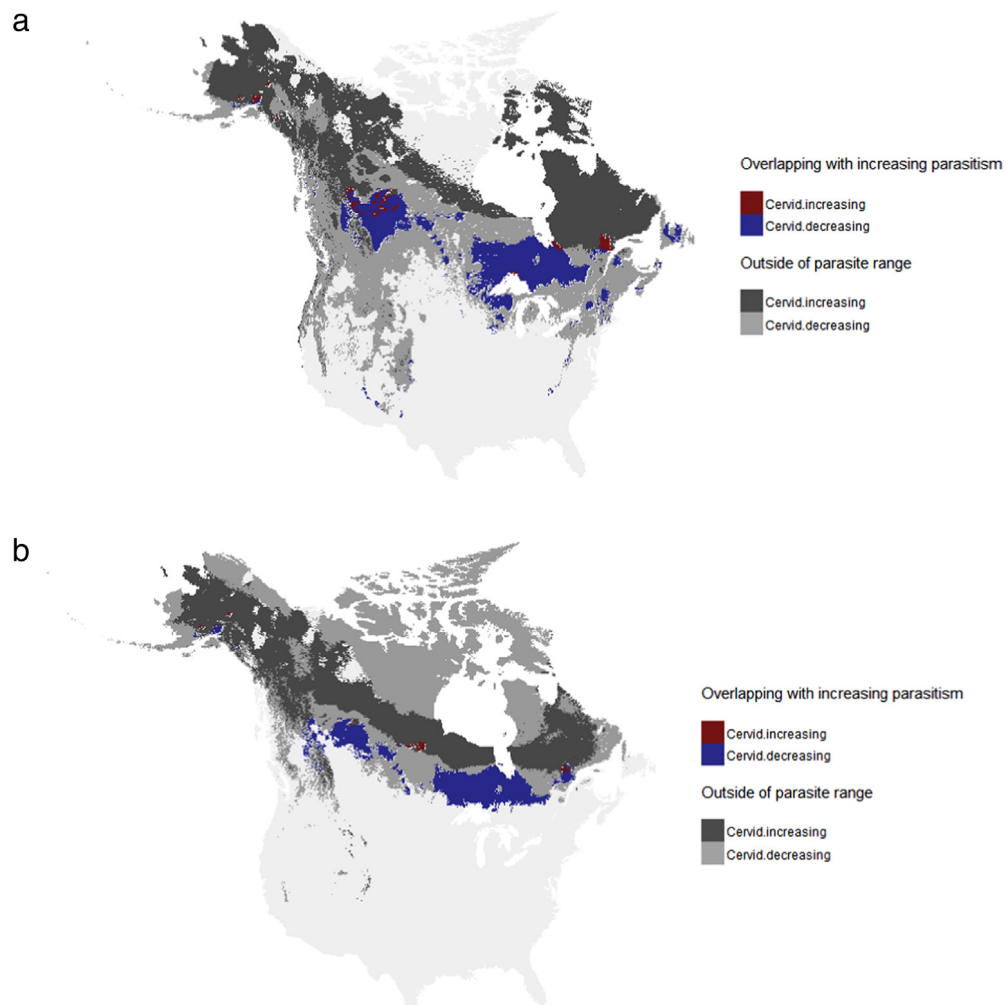 a
Overlapping with increasing parasitism
Cervid.increasing
Cervid.decreasing
Outside of parasite range
Cervid.increasing
Cervid.decreasing
b
Overlapping with increasing parasitism
Cervid.increasing
Cervid.decreasing
Outside of parasite range
Cervid.increasing
Cervid.decreasing